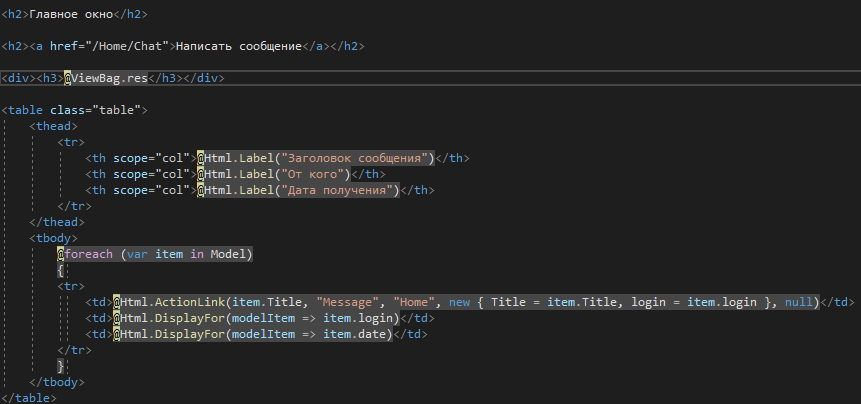 <h2>Главное окно</h2>
<h2><a href="/Home/Chat">Написать сообщение</a></h2>
<div><h3>@ViewBag.res</h3></div>
<table class="table">
<thead>
<tr>
<th scope="col">@Html.Label("Заголовок сообщения")</th>
<th scope="col">@Html.Label("От кого")</th>
<th scope="col">@Html.Label("Дата получения")</th>
</tr>
</thead>
<tbody>
@foreach (var item in Model)
{
<tr>
<td>@Html.ActionLink(item.Title, "Message", "Home", new { Title = item.Title, login = item.login }, null)</td>
<td>@Html.DisplayFor(modelItem => item.login)</td>
<td>@Html.DisplayFor(modelItem => item.date)</td>
</tr>
}
</tbody>
</table>